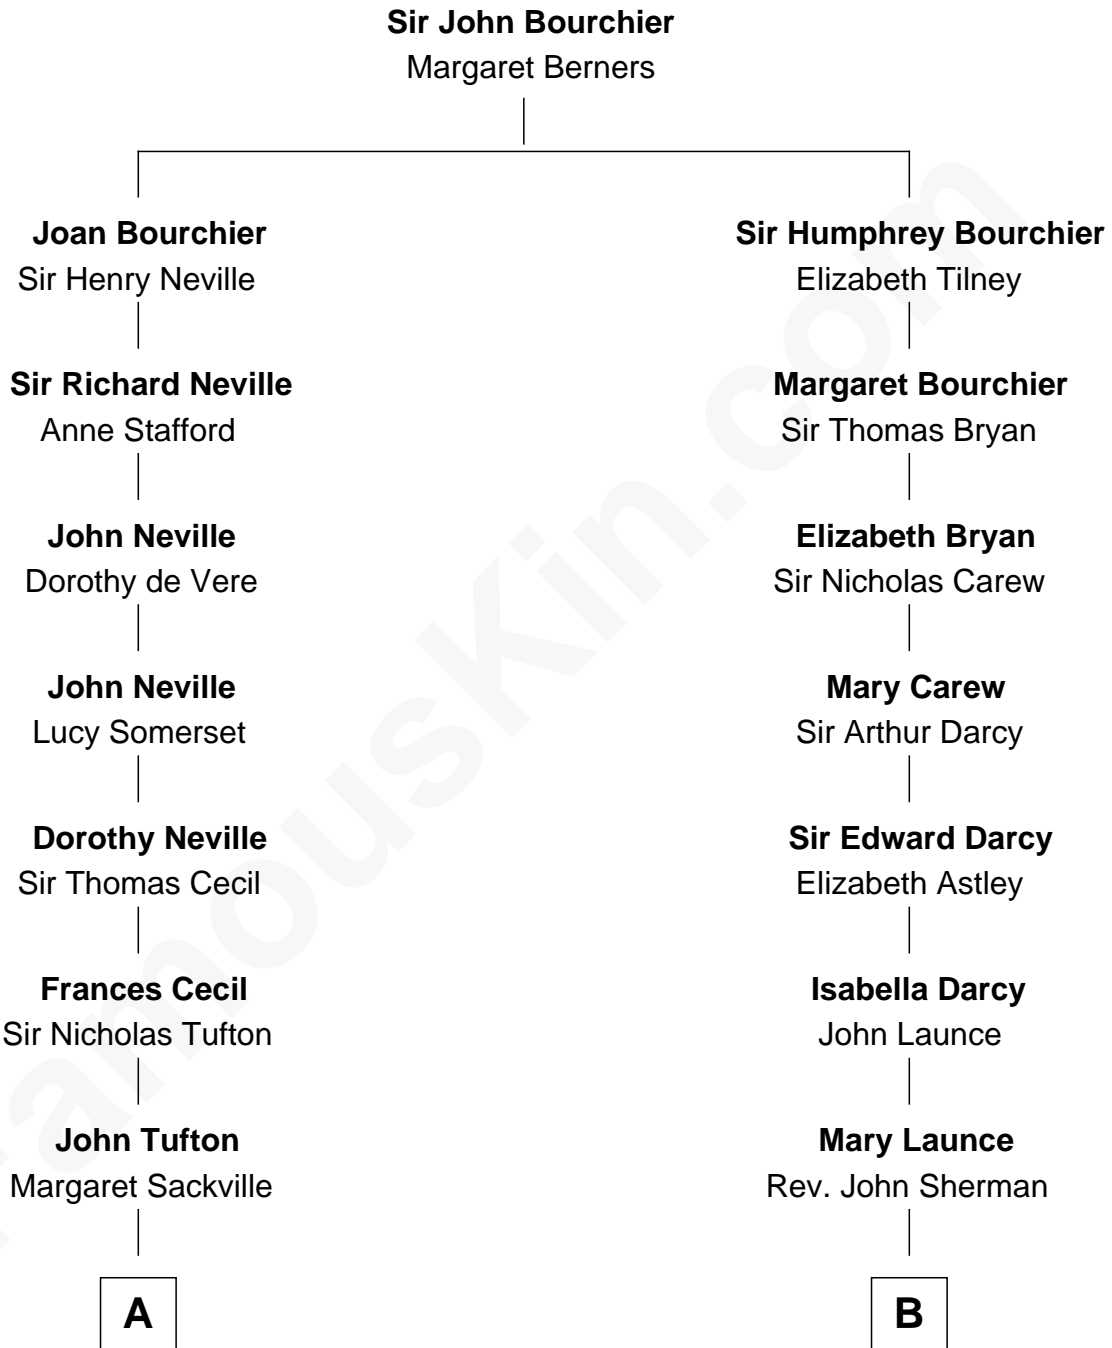 Sir John Bourchier
Margaret Berners
Joan Bourchier
Sir Henry Neville
Sir Richard Neville
Anne Stafford
John Neville
Dorothy de Vere
John Neville
Lucy Somerset
Dorothy Neville
Sir Thomas Cecil
Frances Cecil
Sir Nicholas Tufton
John Tufton
Margaret Sackville
A
Sir Humphrey Bourchier
Elizabeth Tilney
Margaret Bourchier
Sir Thomas Bryan
Elizabeth Bryan
Sir Nicholas Carew
Mary Carew
Sir Arthur Darcy
Sir Edward Darcy
Elizabeth Astley
Isabella Darcy
John Launce
Mary Launce
Rev. John Sherman
B
FamousKin.com